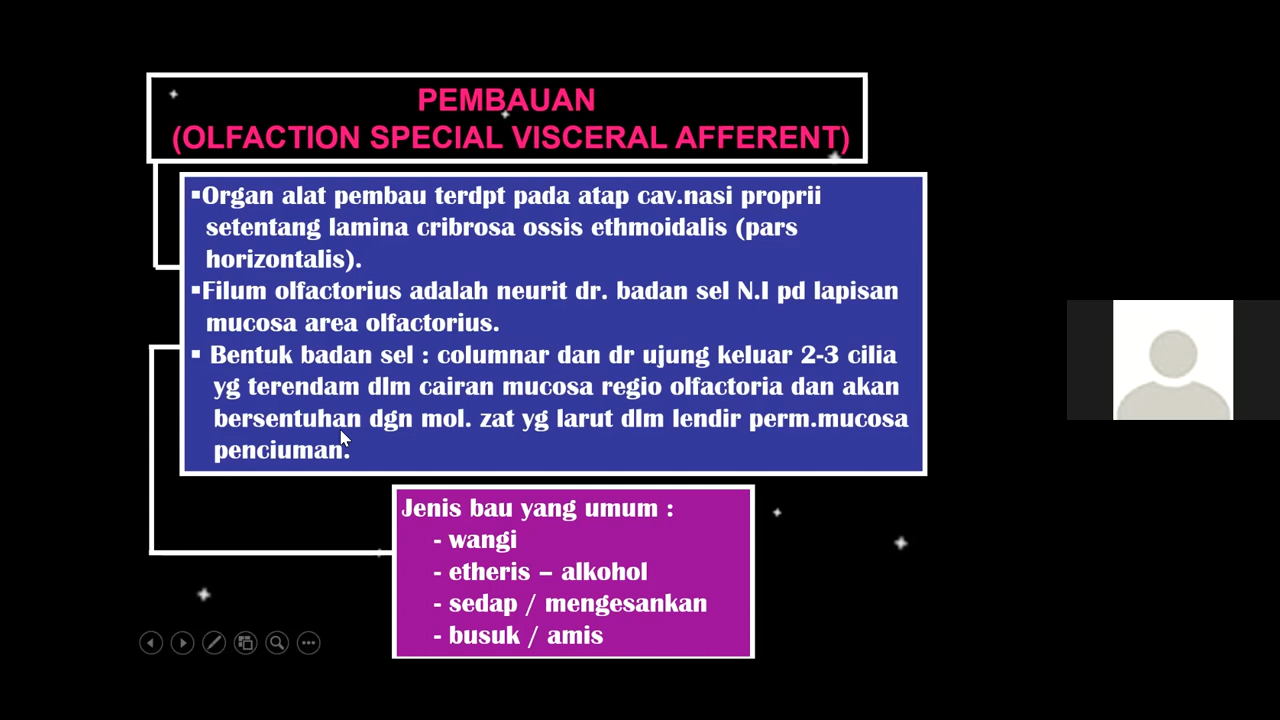 PEMBAUAN
(OLFACTION SPECIAL VISCERAL AFFERENT)
▪Organ alat pembau terdpt pada atap cav.nasi proprii
setentang lamina cribrosa ossis ethmoidalis (pars
horizontalis).
▪Filum olfactorius adalah neurit dr. badan sel N.I pd lapisan
mucosa area olfactorius.
▪ Bentuk badan sel : columnar dan dr ujung keluar 2-3 cilia
yg terendam dlm cairan mucosa regio olfactoria dan akan
bersentuhan dgn mol. zat yg larut dlm lendir perm.mucosa
penciuman.
Jenis bau yang umum :
- wangi
- etheris – alkohol
- sedap / mengesankan
- busuk / amis